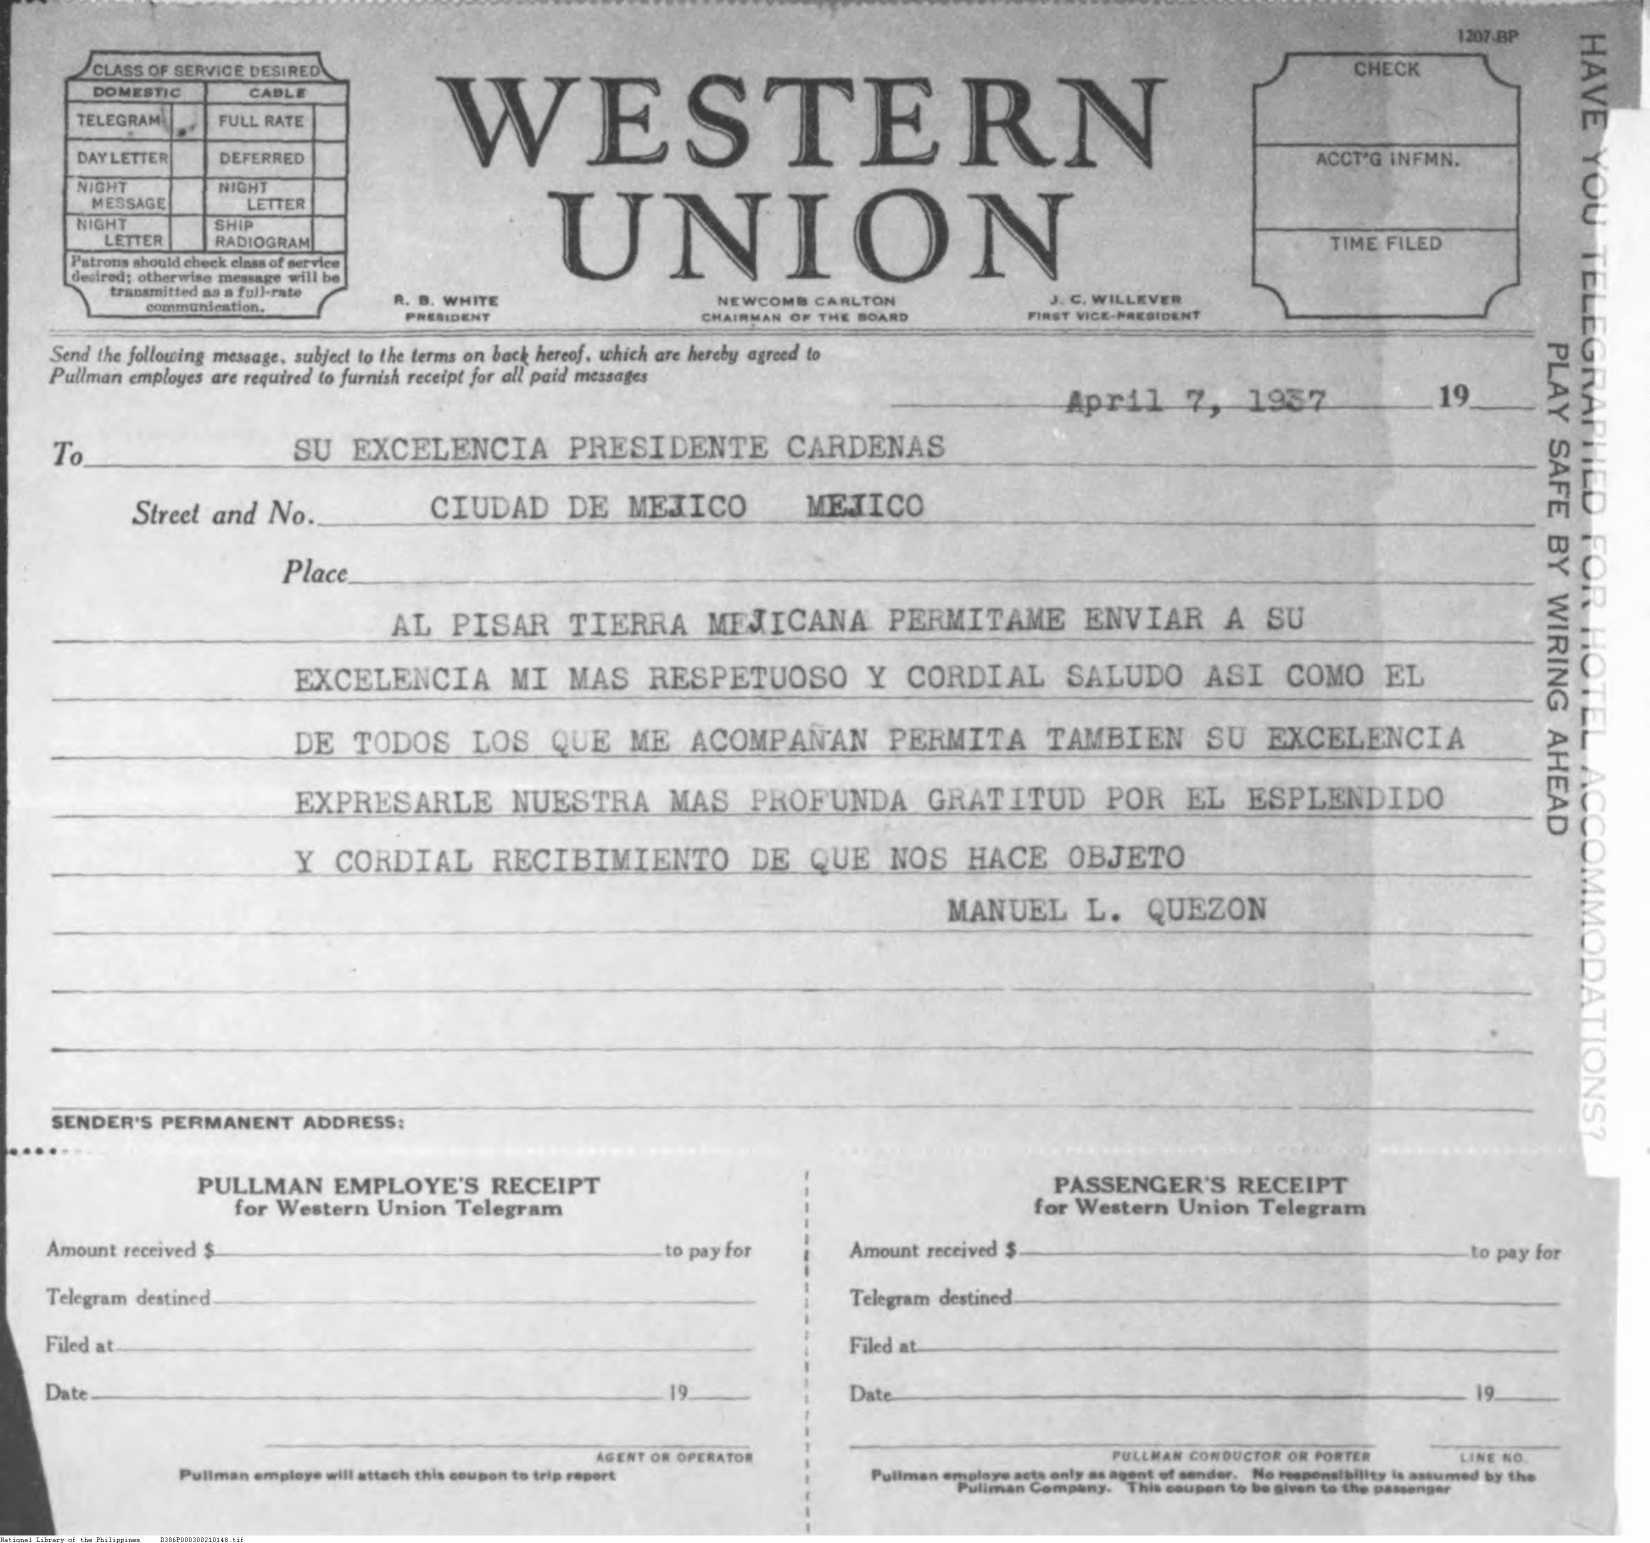 1207-BP
CLASS OF SERVICE DESIRED
DOMESTIC CABLE
TELEGRAM FULL RATE
DAY LETTER DEFERRED
NIGHT MESSAGE NIGHT LETTER
NIGHT LETTER SHIP RADIOGRAM
Patrons should check class of service
desired; otherwise message will be
transmitted as a full-rate
communication.
WESTERN
UNION
R. B. WHITE
PRESIDENT
NEWCOMB CARLTON
CHAIRMAN OF THE BOARD
J. C. WILLEVER
FIRST VICE-PRESIDENT
CHECK
ACCT'G INFMN.
TIME FILED
Send the following message, subject to the terms on back hereof, which are hereby agreed to
Pullman employes are required to furnish receipt for all paid messages
April 7, 1937 19
To SU EXCELENCIA PRESIDENTE CARDENAS
Street and No. CIUDAD DE MEJICO MEJICO
Place
AL PISAR TIERRA MEJICANA PERMITAME ENVIAR A SU
EXCELENCIA MI MAS RESPETUOSO Y CORDIAL SALUDO ASI COMO EL
DE TODOS LOS QUE ME ACOMPAÑAN PERMITA TAMBIEN SU EXCELENCIA
EXPRESARLE NUESTRA MAS PROFUNDA GRATITUD POR EL ESPLENDIDO
Y CORDIAL RECIBIMIENTO DE QUE NOS HACE OBJETO
MANUEL L. QUEZON
SENDER'S PERMANENT ADDRESS:
HAVE YOU TELEGRAPHED FOR HOTEL ACCOMMODATIONS?
PLAY SAFE BY WIRING AHEAD
PULLMAN EMPLOYE'S RECEIPT
for Western Union Telegram
Amount received $ to pay for
Telegram destined
Filed at
Date 19
AGENT OR OPERATOR
Pullman employe will attach this coupon to trip report
PASSENGER'S RECEIPT
for Western Union Telegram
Amount received $ to pay for
Telegram destined
Filed at
Date 19
PULLMAN CONDUCTOR OR PORTER LINE NO.
Pullman employe acts only as agent of sender. No responsibility is assumed by the
Pullman Company. This coupon to be given to the passenger
National Library of the Philippines D386P000300210148.tif